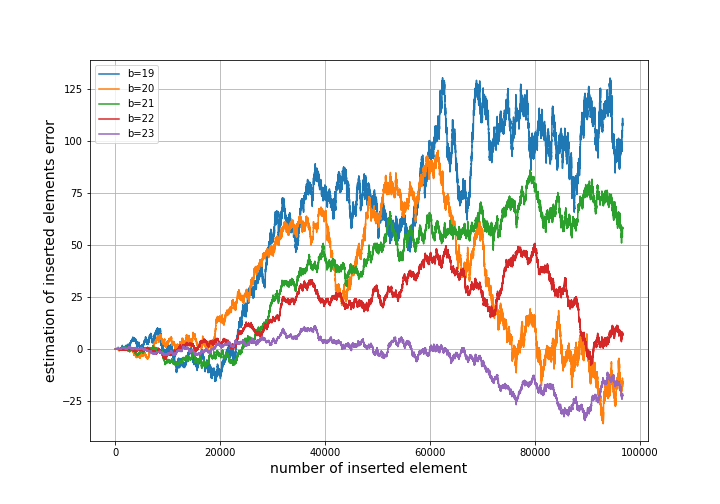 b=19
b=20
b=21
b=22
b=23
125
100
75
50
25
0
−25
estimation of inserted elements error
0
20000
40000
60000
80000
100000
number of inserted element